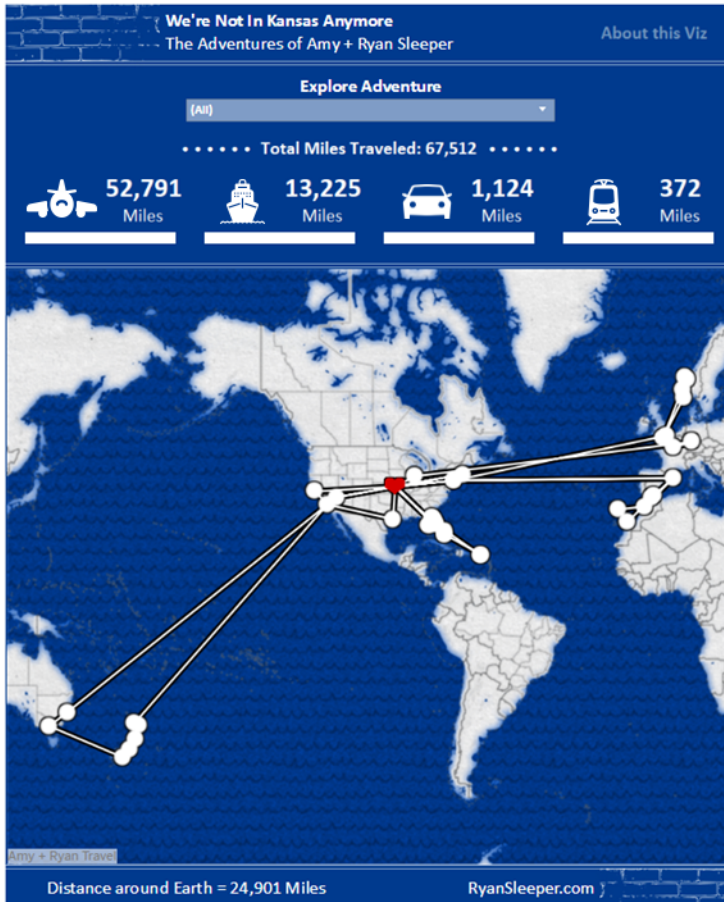 We're Not In Kansas Anymore
The Adventures of Amy + Ryan Sleeper
About this Viz
Explore Adventure
(All)
• • • • • • Total Miles Traveled: 67,512 • • • • • •
52,791
Miles
13,225
Miles
1,124
Miles
372
Miles
Amy + Ryan Travel
Distance around Earth = 24,901 Miles
RyanSleeper.com